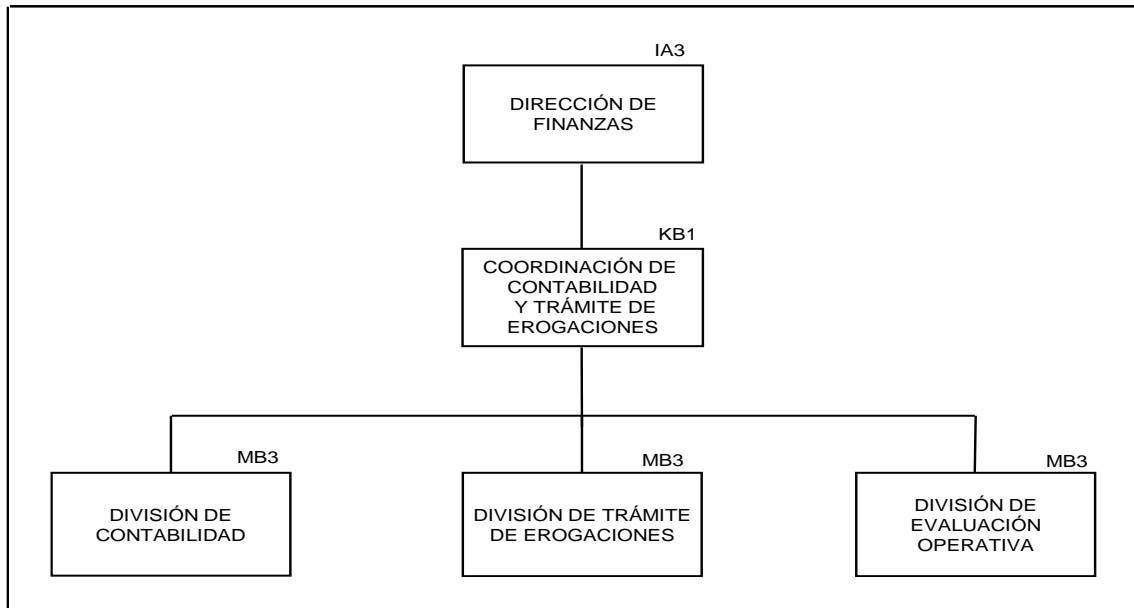 IA3
DIRECCIÓN DE
FINANZAS
KB1
COORDINACIÓN DE
CONTABILIDAD
Y TRÁMITE DE
EROGACIONES
MB3
DIVISIÓN DE
CONTABILIDAD
MB3
DIVISIÓN DE TRÁMITE
DE EROGACIONES
MB3
DIVISIÓN DE
EVALUACIÓN
OPERATIVA